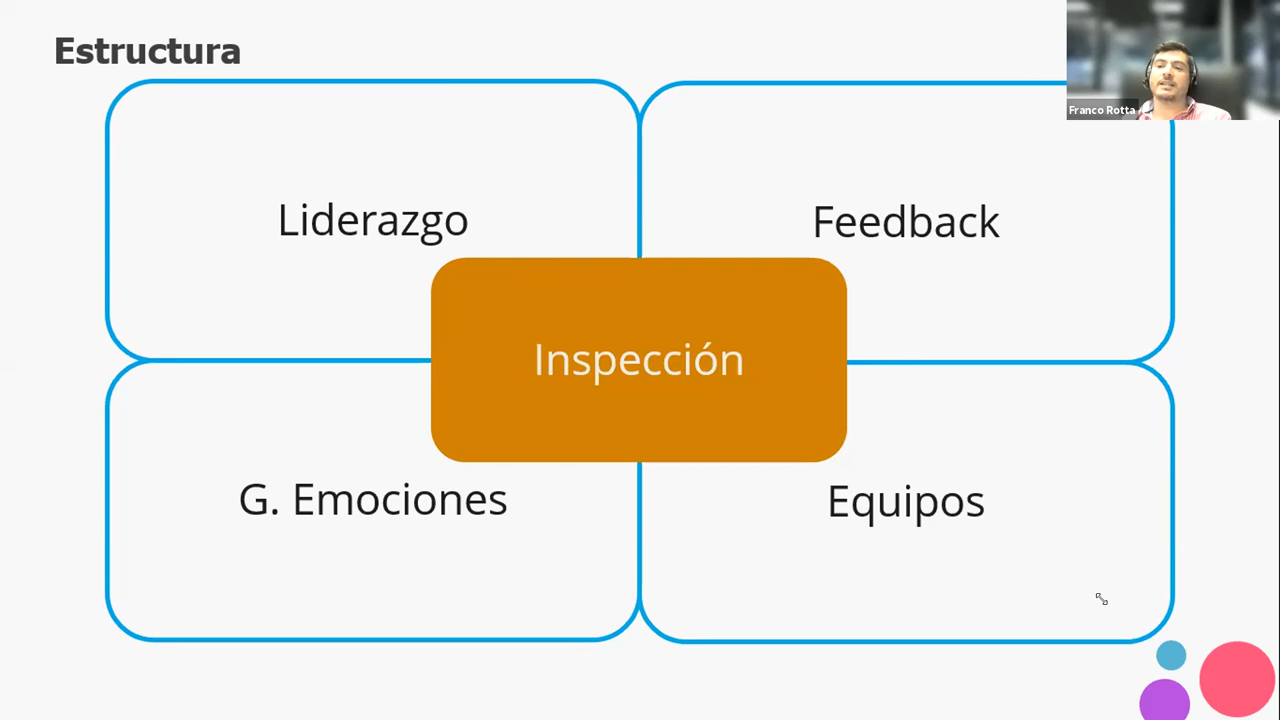 Estructura
Franco Rotta
Liderazgo
Feedback
Inspección
G. Emociones
Equipos